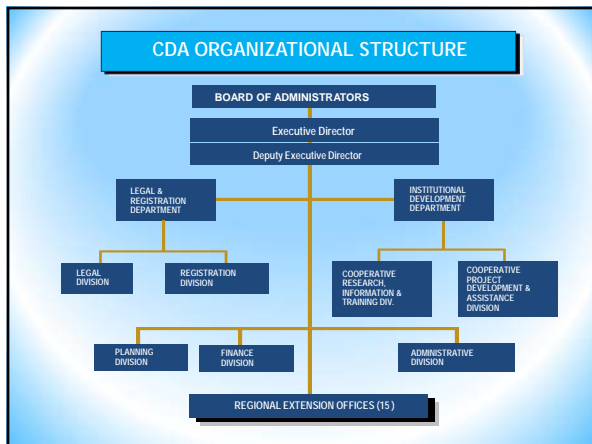 CDA ORGANIZATIONAL STRUCTURE
BOARD OF ADMINISTRATORS
Executive Director
Deputy Executive Director
LEGAL &
REGISTRATION
DEPARTMENT
INSTITUTIONAL
DEVELOPMENT
DEPARTMENT
LEGAL
DIVISION
REGISTRATION
DIVISION
COOPERATIVE
RESEARCH,
INFORMATION &
TRAINING DIV.
COOPERATIVE
PROJECT
DEVELOPMENT &
ASSISTANCE
DIVISION
PLANNING
DIVISION
FINANCE
DIVISION
ADMINISTRATIVE
DIVISION
REGIONAL EXTENSION OFFICES (15 )